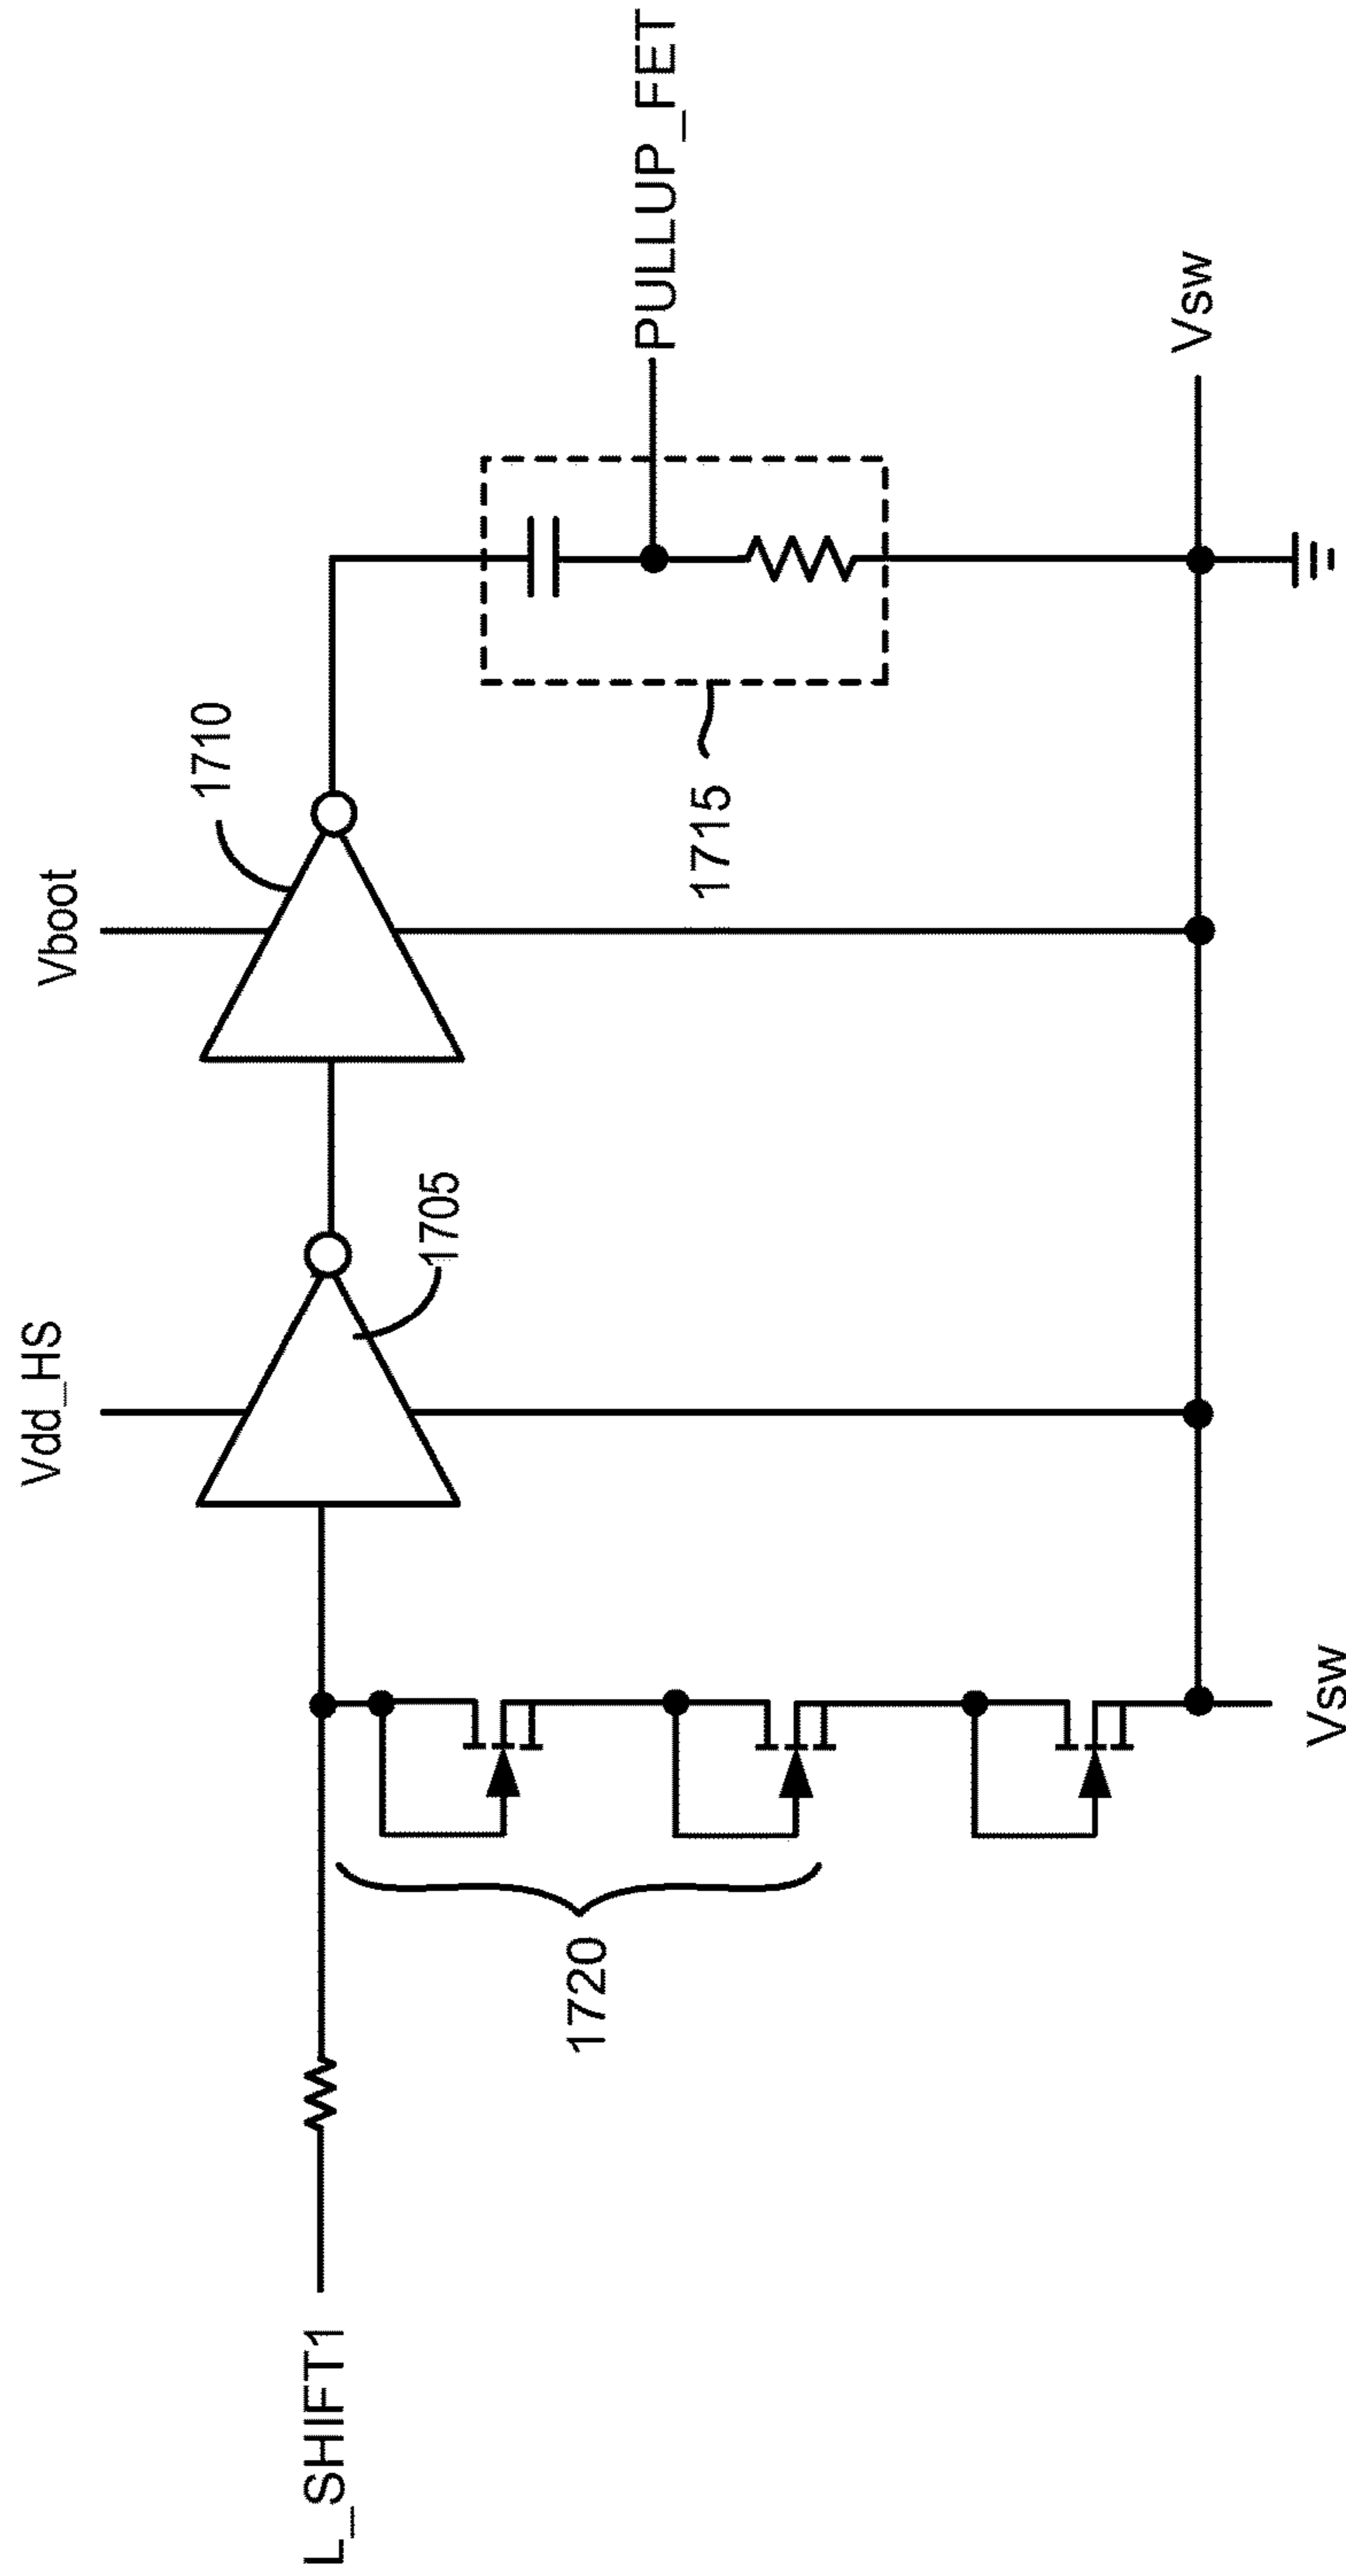 Vdd_HS
Vboot
1710
1705
L_SHIFT1
1720
1715
PULLUP_FET
Vsw
Vsw